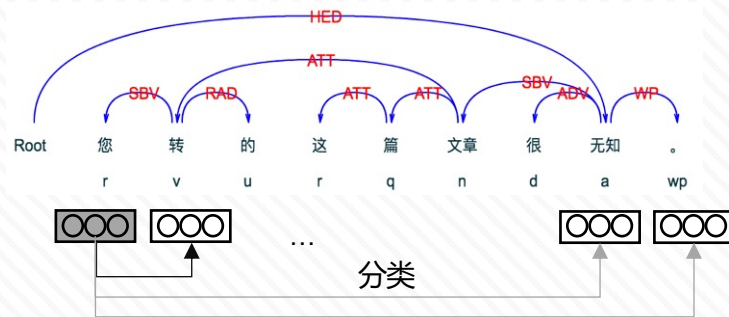 HED
ATT
SBV
SBV RAD ATT ATT ADV WP
Root 您 转 的 这 篇 文章 很 无知 。
r v u r q n d a wp
...
分类